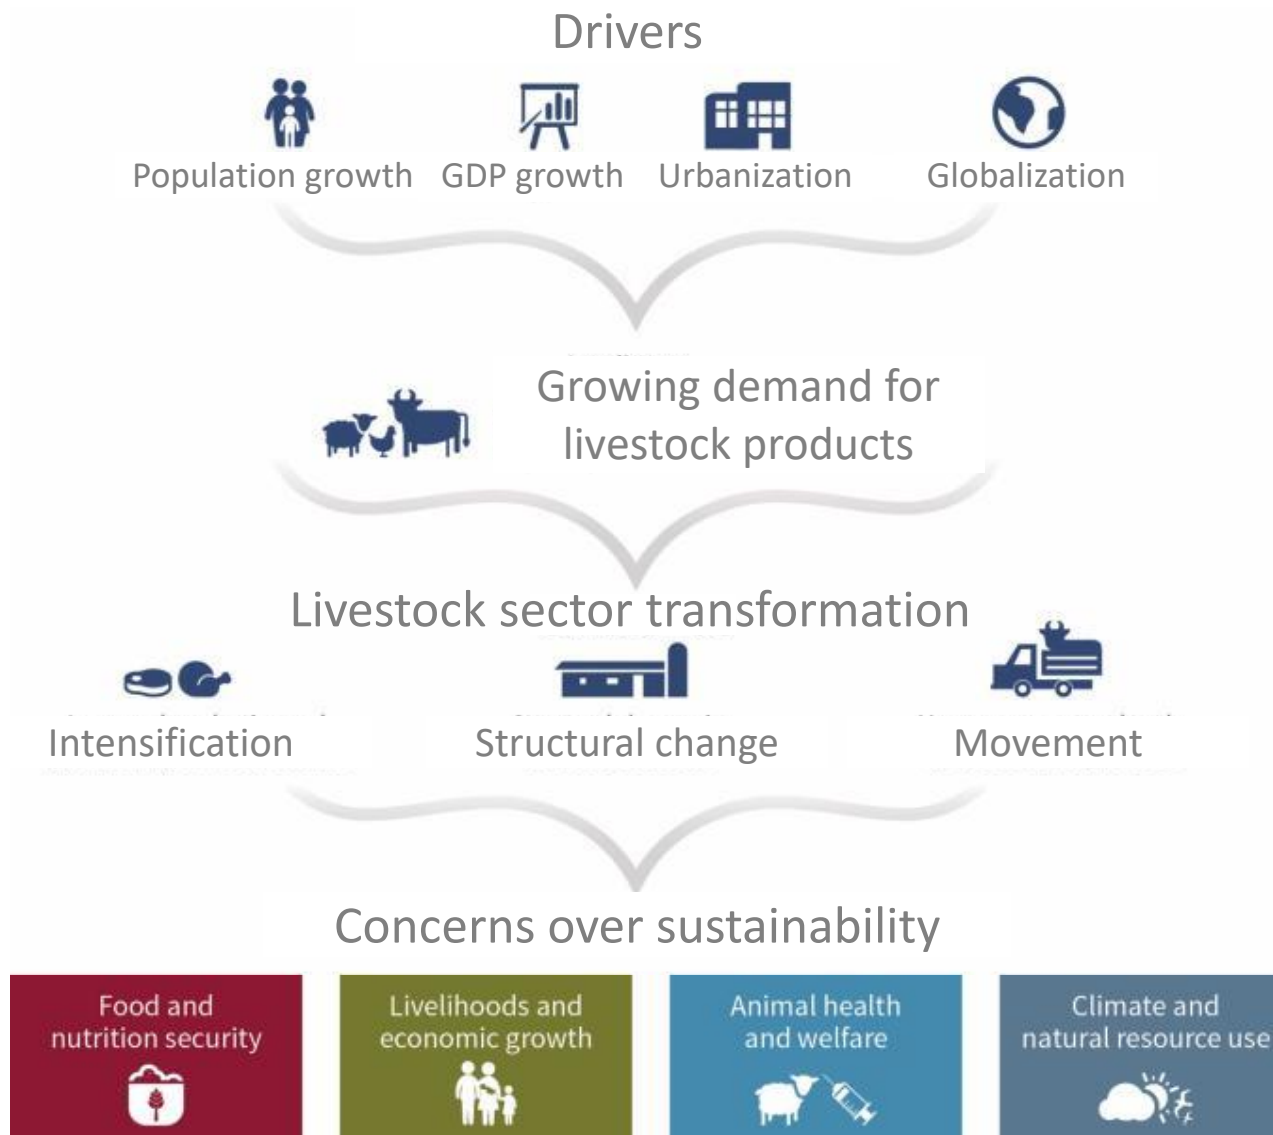 Drivers
Population growth GDP growth Urbanization Globalization
Growing demand for
livestock products
Livestock sector transformation
Intensification Structural change Movement
Concerns over sustainability
Food and
nutrition security
Livelihoods and
economic growth
Animal health
and welfare
Climate and
natural resource use